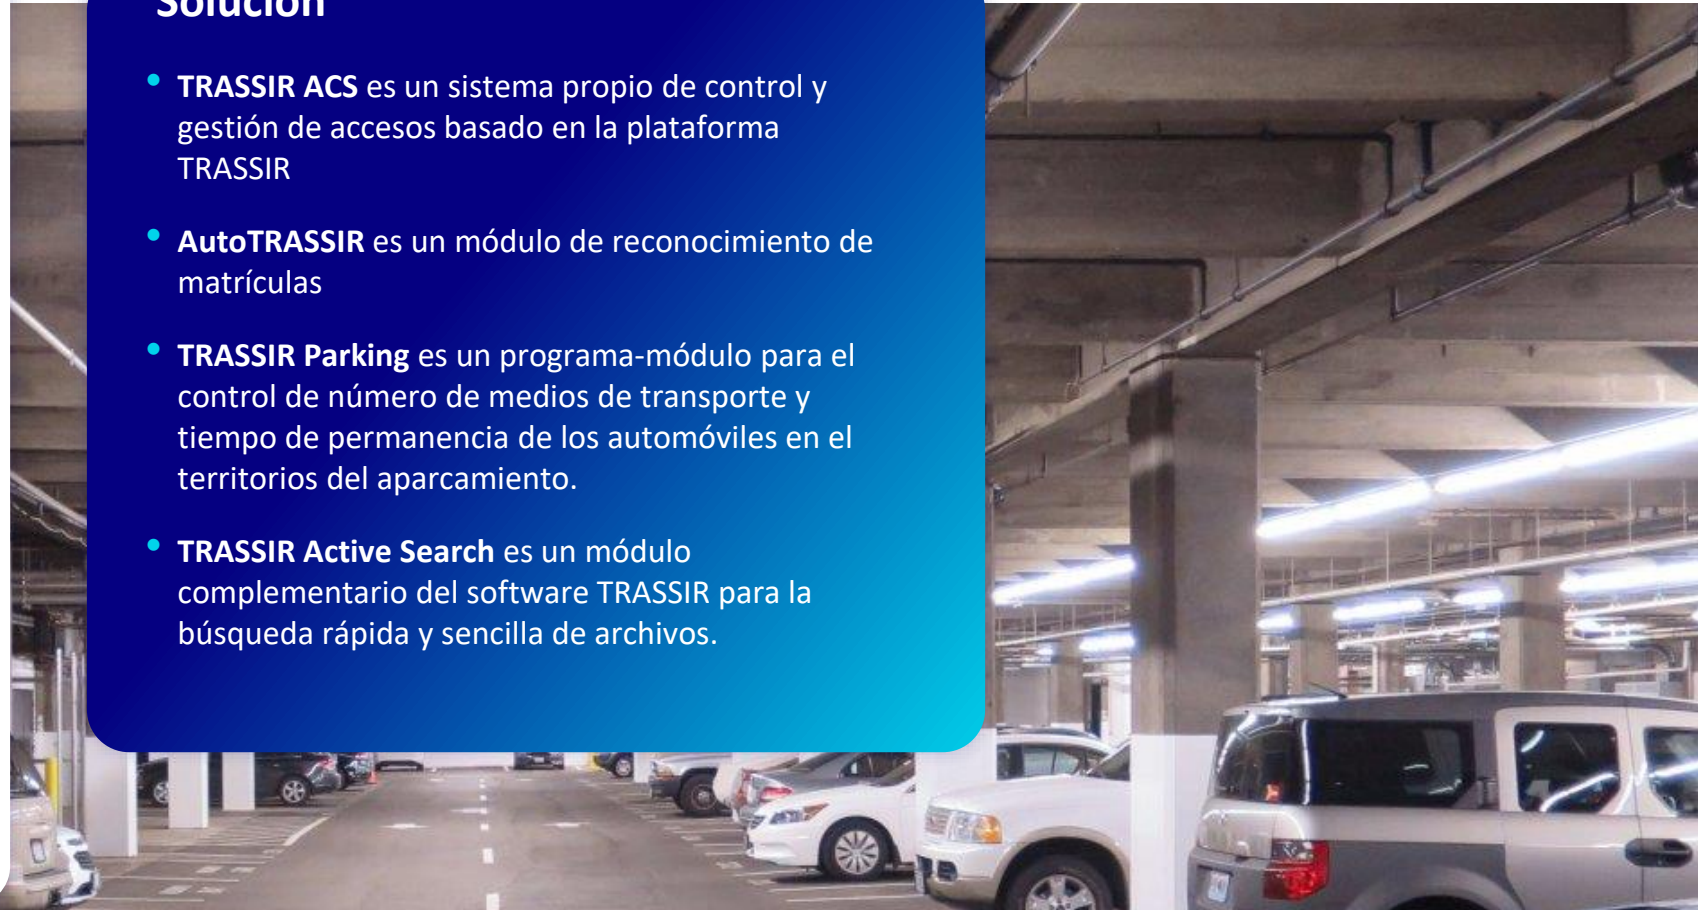 Solución
• TRASSIR ACS es un sistema propio de control y
gestión de accesos basado en la plataforma
TRASSIR
• AutoTRASSIR es un módulo de reconocimiento de
matrículas
• TRASSIR Parking es un programa-módulo para el
control de número de medios de transporte y
tiempo de permanencia de los automóviles en el
territorios del aparcamiento.
• TRASSIR Active Search es un módulo
complementario del software TRASSIR para la
búsqueda rápida y sencilla de archivos.